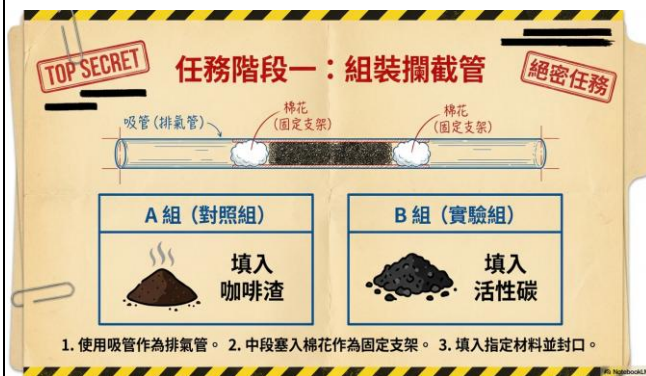 TOP SECRET
任務階段一：組裝攔截管
絕密任務
吸管(排氣管)
棉花
(固定支架)
棉花
(固定支架)
A 組（對照組）
填入
咖啡渣
B 組（實驗組）
填入
活性碳
1. 使用吸管作為排氣管。 2. 中段塞入棉花作為固定支架。 3. 填入指定材料並封口。
NotebookLM